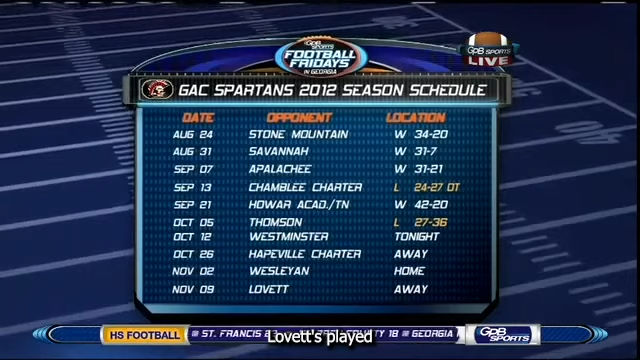 GPB SPORTS
FOOTBALL
FRIDAYS
IN GEORGIA
GPB SPORTS
LIVE
GAC SPARTANS 2012 SEASON SCHEDULE
DATE OPPONENT LOCATION
AUG 24 STONE MOUNTAIN W 34-20
AUG 31 SAVANNAH W 31-7
SEP 07 APALACHEE W 31-21
SEP 13 CHAMBLEE CHARTER L 24-27 OT
SEP 21 HOWAR ACAD./TN W 42-20
OCT 05 THOMSON L 27-36
OCT 12 WESTMINSTER TONIGHT
OCT 26 HAPEVILLE CHARTER AWAY
NOV 02 WESLEYAN HOME
NOV 09 LOVETT AWAY
HS FOOTBALL ST. FRANCIS 18 GEORGIA GPB SPORTS
Lovett's played